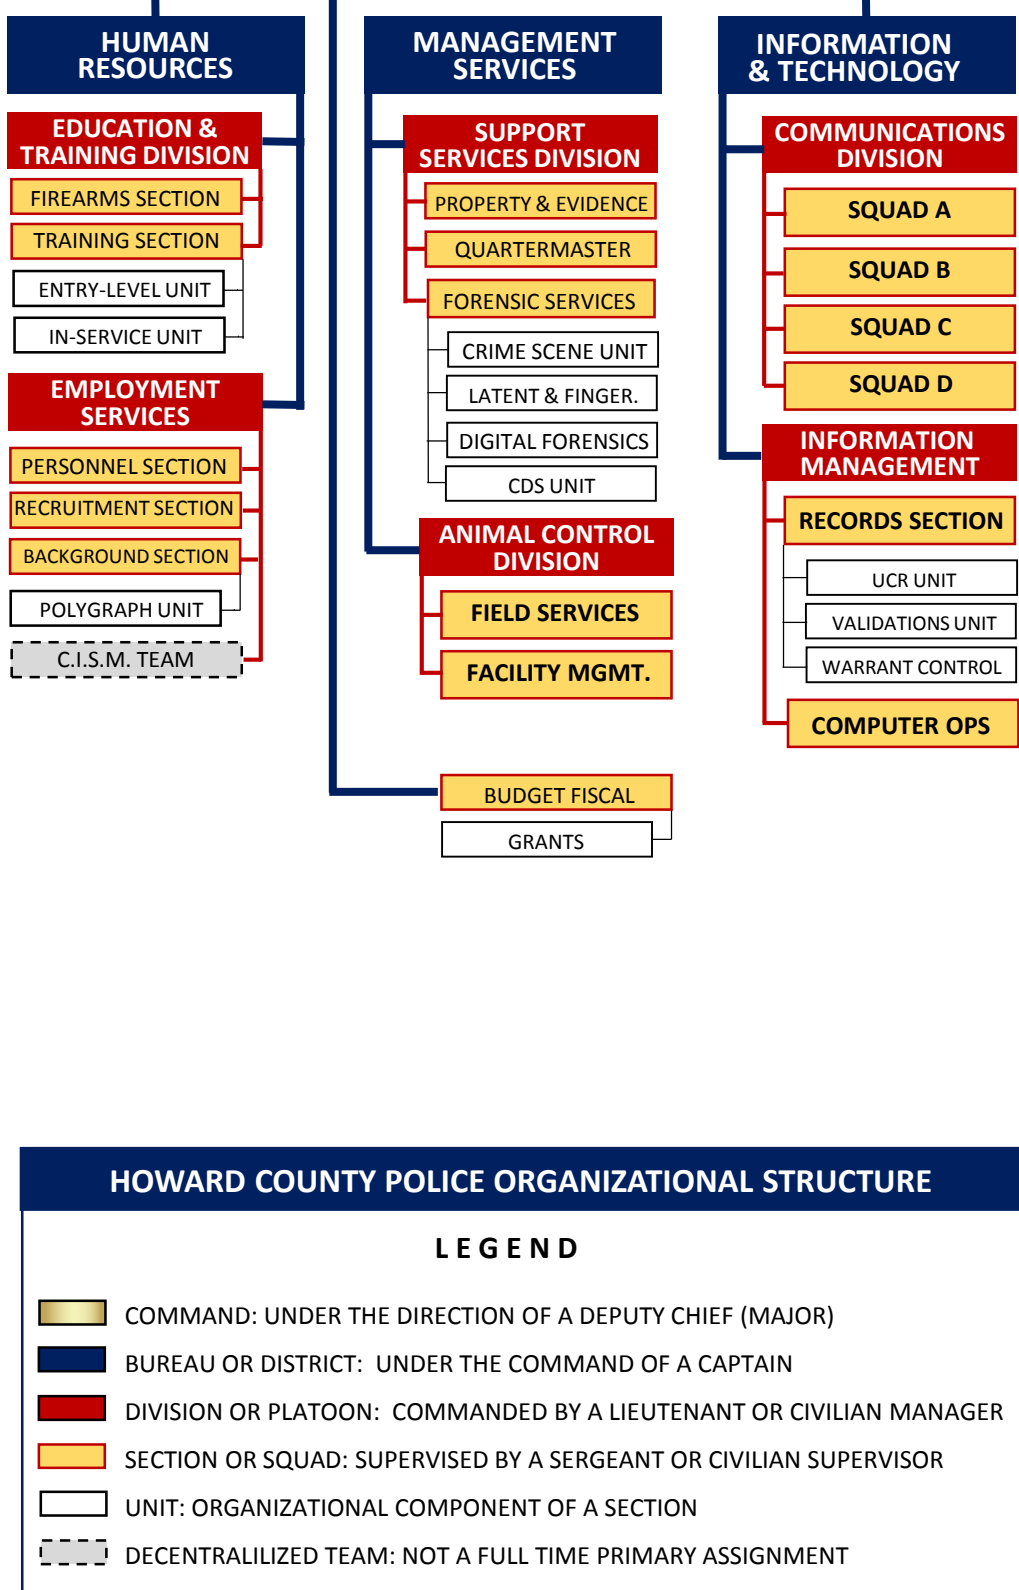 HUMAN
RESOURCES
EDUCATION &
TRAINING DIVISION
FIREARMS SECTION
TRAINING SECTION
ENTRY-LEVEL UNIT
IN-SERVICE UNIT
EMPLOYMENT
SERVICES
PERSONNEL SECTION
RECRUITMENT SECTION
BACKGROUND SECTION
POLYGRAPH UNIT
C.I.S.M. TEAM
MANAGEMENT
SERVICES
SUPPORT
SERVICES DIVISION
PROPERTY & EVIDENCE
QUARTERMASTER
FORENSIC SERVICES
CRIME SCENE UNIT
LATENT & FINGER.
DIGITAL FORENSICS
CDS UNIT
ANIMAL CONTROL
DIVISION
FIELD SERVICES
FACILITY MGMT.
BUDGET FISCAL
GRANTS
INFORMATION
& TECHNOLOGY
COMMUNICATIONS
DIVISION
SQUAD A
SQUAD B
SQUAD C
SQUAD D
INFORMATION
MANAGEMENT
RECORDS SECTION
UCR UNIT
VALIDATIONS UNIT
WARRANT CONTROL
COMPUTER OPS
HOWARD COUNTY POLICE ORGANIZATIONAL STRUCTURE
LEGEND
COMMAND: UNDER THE DIRECTION OF A DEPUTY CHIEF (MAJOR)
BUREAU OR DISTRICT: UNDER THE COMMAND OF A CAPTAIN
DIVISION OR PLATOON: COMMANDED BY A LIEUTENANT OR CIVILIAN MANAGER
SECTION OR SQUAD: SUPERVISED BY A SERGEANT OR CIVILIAN SUPERVISOR
UNIT: ORGANIZATIONAL COMPONENT OF A SECTION
DECENTRALILIZED TEAM: NOT A FULL TIME PRIMARY ASSIGNMENT